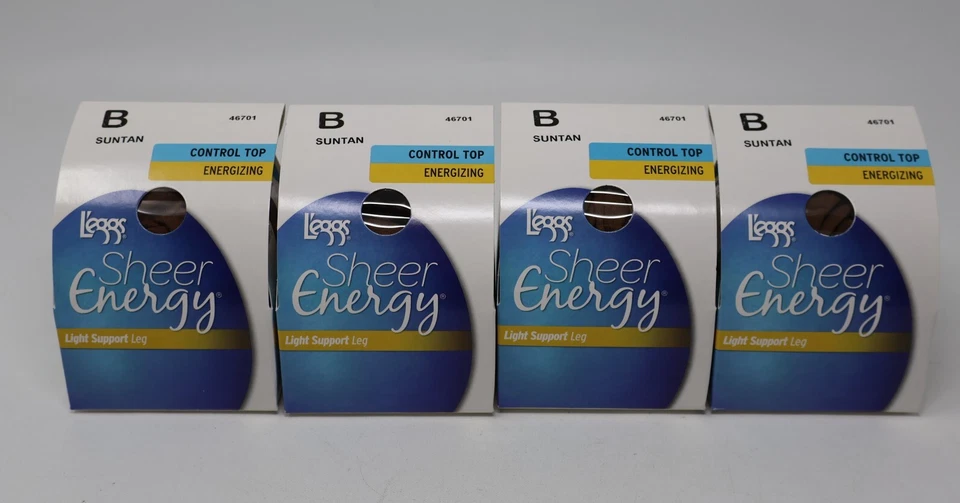 B 46701
SUNTAN
CONTROL TOP
ENERGIZING
L'eggs®
Sheer
Energy®
Light Support Leg
B 46701
SUNTAN
CONTROL TOP
ENERGIZING
L'eggs®
Sheer
Energy®
Light Support Leg
B 46701
SUNTAN
CONTROL TOP
ENERGIZING
L'eggs®
Sheer
Energy®
Light Support Leg
B 46701
SUNTAN
CONTROL TOP
ENERGIZING
L'eggs®
Sheer
Energy®
Light Support Leg